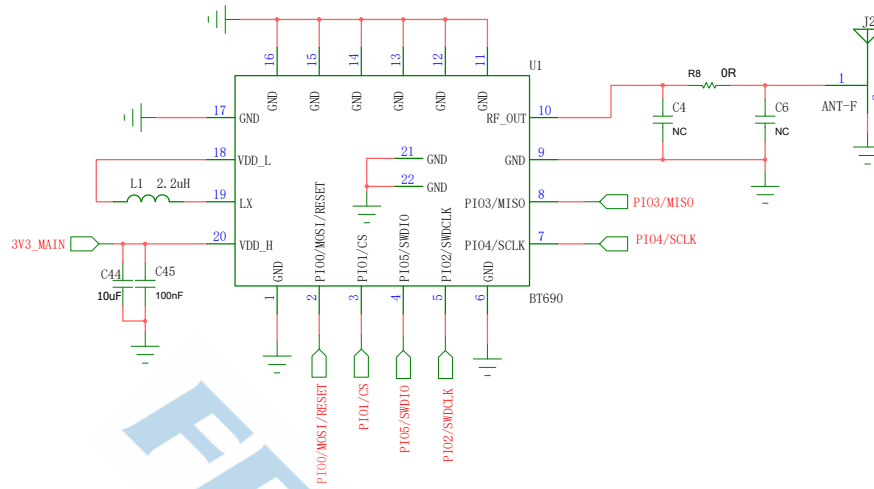 J2
16
15
14
13
12
11
U1
GND
GND
GND
GND
GND
GND
R8
0R
1
C4
C6
ANT-F
NC
NC
17
GND
RF_OUT
10
18
VDD_L
21
GND
GND
9
L1
2.2uH
19
LX
22
GND
PIO3/MISO
8
PIO3/MISO
3V3_MAIN
20
VDD_H
PIO4/SCLK
7
PIO4/SCLK
GND
PIO0/MOSI/RESET
PIO1/CS
PIO5/SWDIO
PIO2/SWDCLK
GND
C44
C45
10uF
100nF
1
2
3
4
5
6
BT690
PIO0/MOSI/RESET
PIO1/CS
PIO5/SWDIO
PIO2/SWDCLK